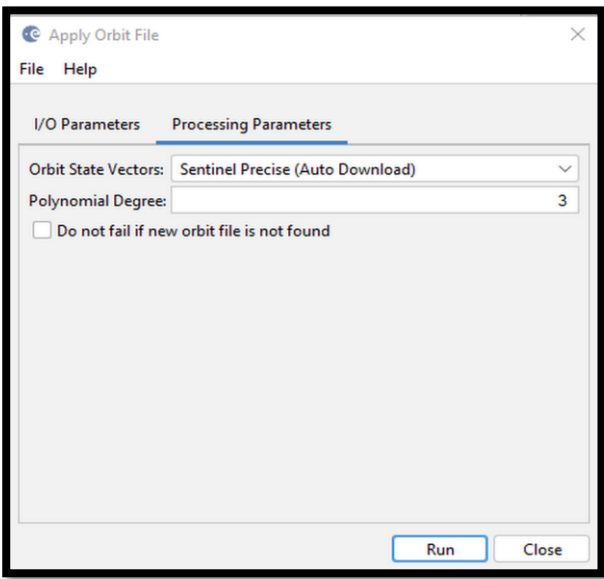 Apply Orbit File
File Help
I/O Parameters Processing Parameters
Orbit State Vectors: Sentinel Precise (Auto Download)
Polynomial Degree: 3
Do not fail if new orbit file is not found
Run Close